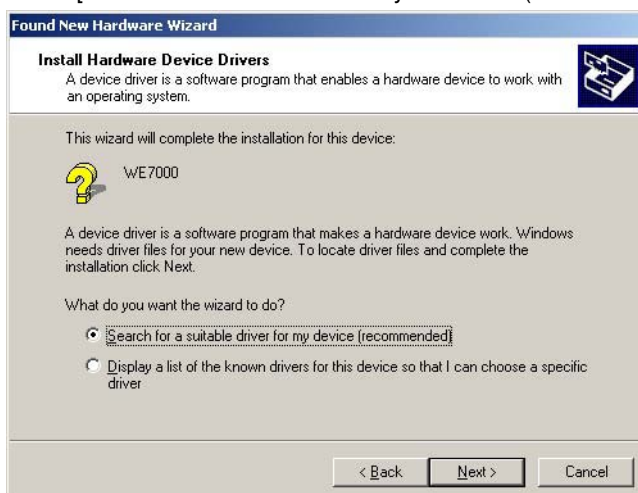 Found New Hardware Wizard
Install Hardware Device Drivers
A device driver is a software program that enables a hardware device to work with
an operating system.
This wizard will complete the installation for this device:
WE7000
A device driver is a software program that makes a hardware device work. Windows
needs driver files for your new device. To locate driver files and complete the
installation click Next.
What do you want the wizard to do?
Search for a suitable driver for my device (recommended)
Display a list of the known drivers for this device so that I can choose a specific
driver
< Back Next > Cancel